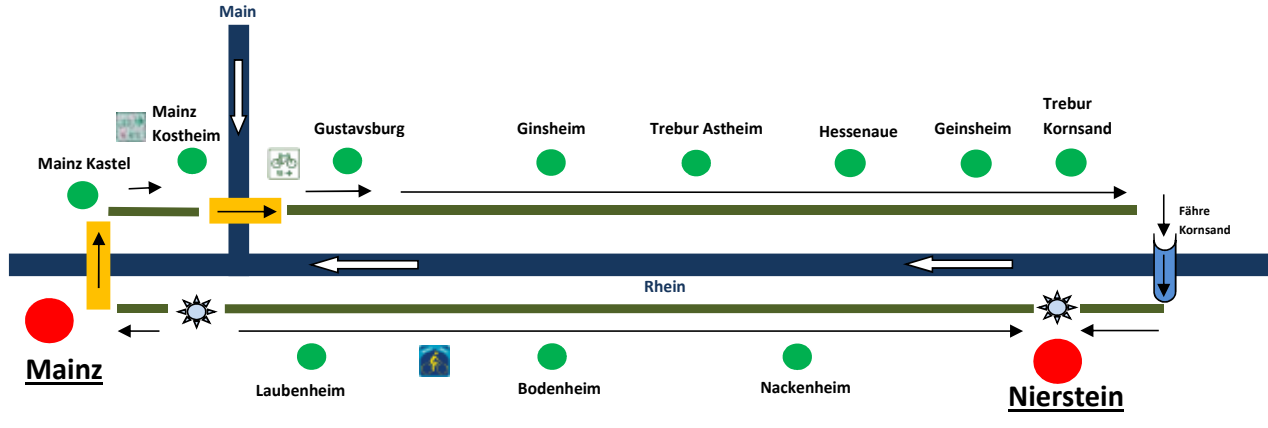 Main
Mainz
Kostheim
Mainz Kastel
Gustavsburg
Ginsheim
Trebur Astheim
Hessenaue
Geinsheim
Trebur
Kornsand
Fähre
Kornsand
Rhein
Mainz
Laubenheim
Bodenheim
Nackenheim
Nierstein